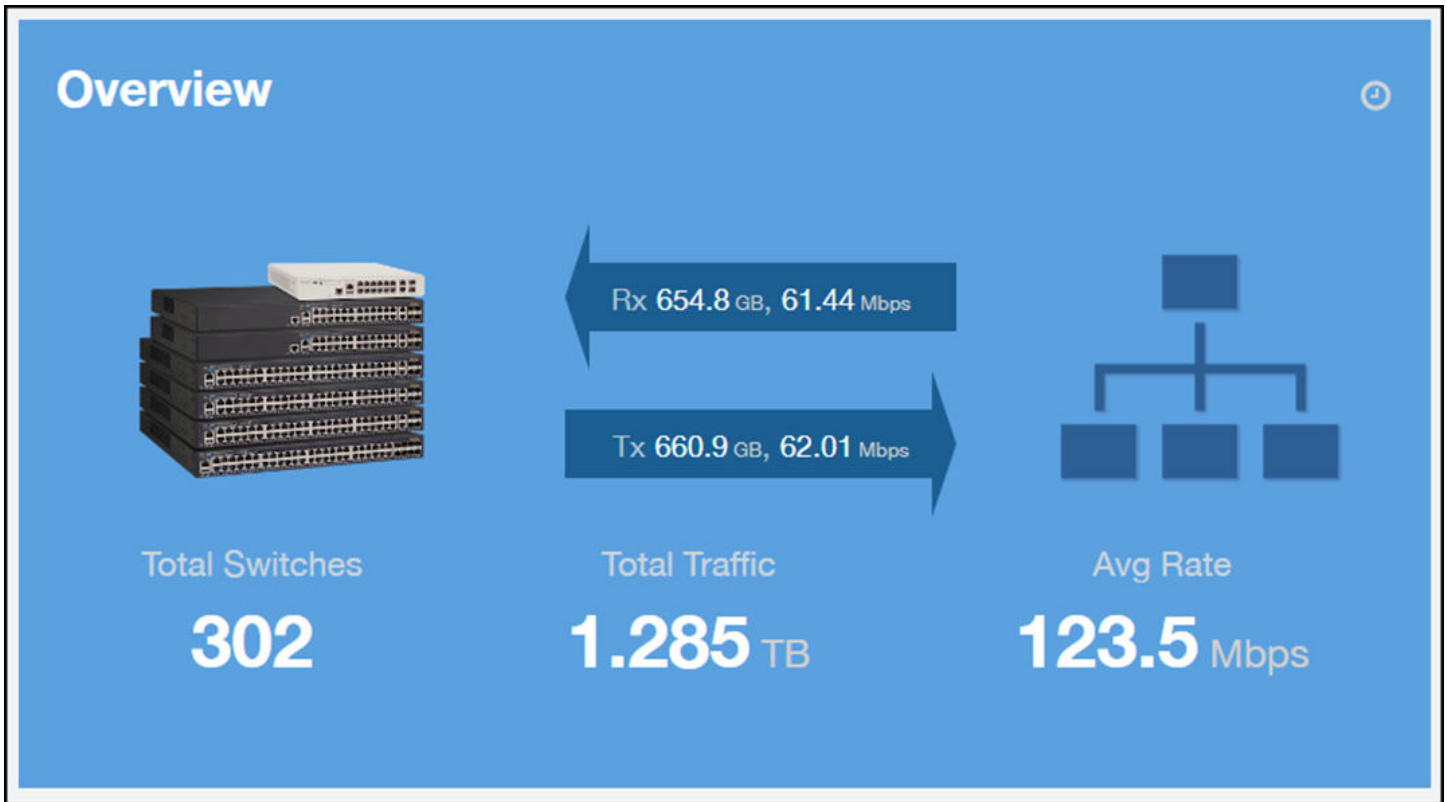 Overview
Rx 654.8 GB, 61.44 Mbps
Tx 660.9 GB, 62.01 Mbps
Total Switches
Total Traffic
Avg Rate
302
1.285 TB
123.5 Mbps